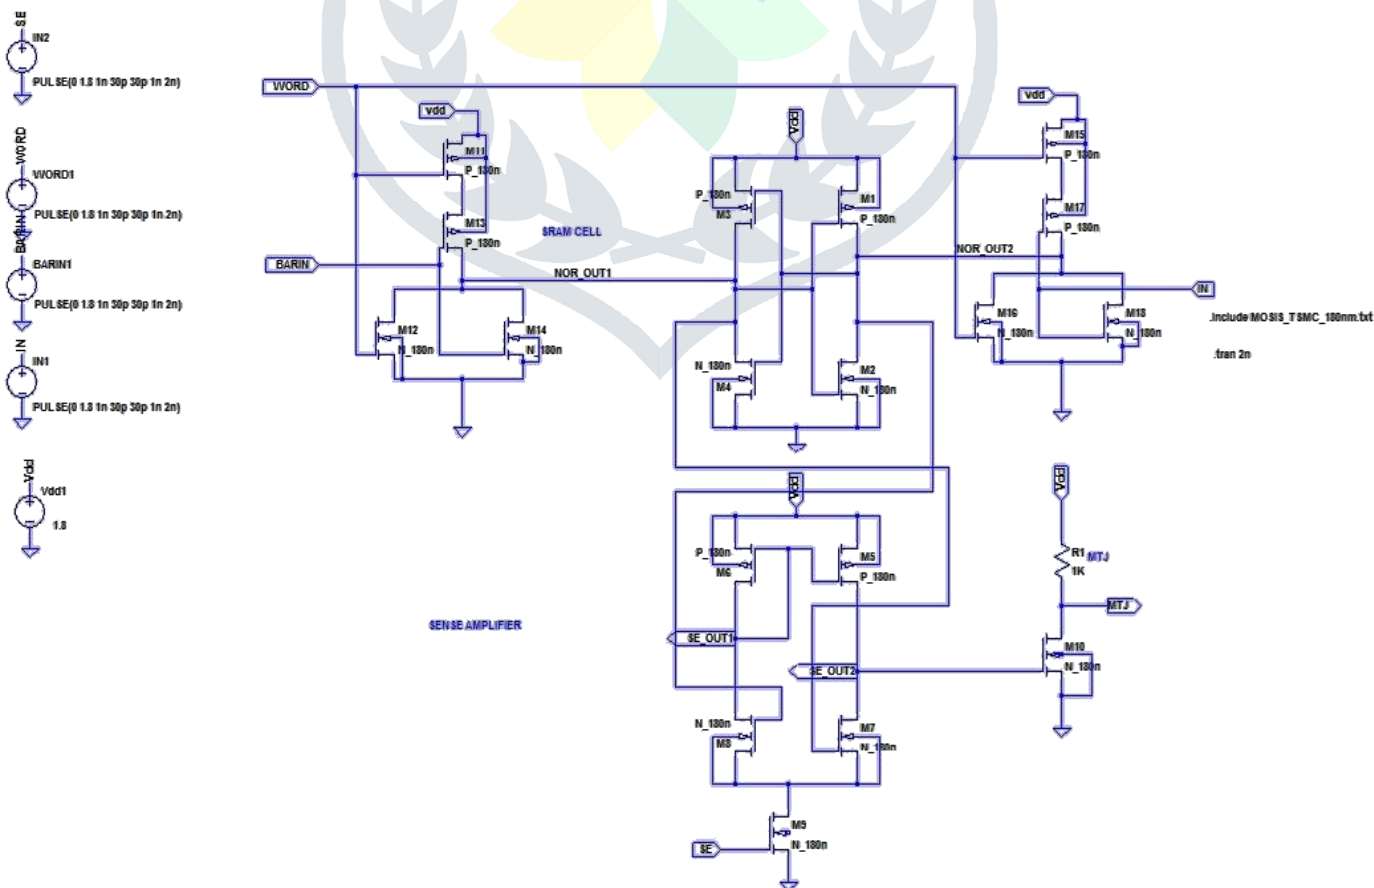 SE
IN2
PULSE(0 1.8 1n 30p 30p 1n 2n)
WORD
WORD1
PULSE(0 1.8 1n 30p 30p 1n 2n)
BARIN
BARIN1
PULSE(0 1.8 1n 30p 30p 1n 2n)
IN
IN1
PULSE(0 1.8 1n 30p 30p 1n 2n)
Vdd
Vdd1
1.8
WORD
vdd
M11
P_180n
M13
P_180n
BARIN
NOR_OUT1
M12
N_180n
M14
N_180n
SRAM CELL
Vdd
P_180n
M3
M1
P_180n
N_180n
M4
M2
N_180n
NOR_OUT2
vdd
M15
P_180n
M17
P_180n
IN
M16
N_180n
M18
N_180n
.include MOSIS_TSMC_180nm.txt
.tran 2n
SENSE AMPLIFIER
Vdd
P_180n
M6
M5
P_180n
SE_OUT1
SE_OUT2
N_180n
M8
M7
N_180n
SE
M9
N_180n
Vdd
R1
1K
MTJ
MTJ
M10
N_180n